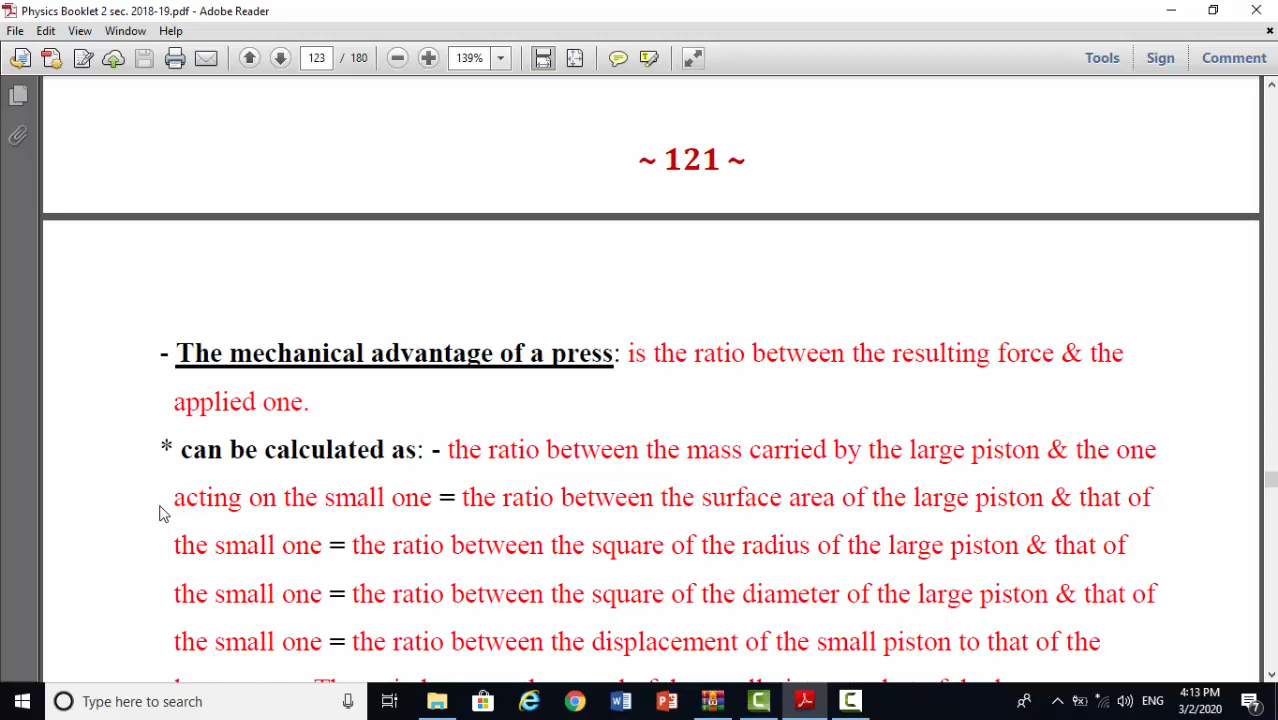 Physics Booklet 2 sec. 2018-19.pdf - Adobe Reader
File Edit View Window Help
123 / 180 139% Tools Sign Comment
~ 121 ~
- The mechanical advantage of a press: is the ratio between the resulting force & the
applied one.
* can be calculated as: - the ratio between the mass carried by the large piston & the one
acting on the small one = the ratio between the surface area of the large piston & that of
the small one = the ratio between the square of the radius of the large piston & that of
the small one = the ratio between the square of the diameter of the large piston & that of
the small one = the ratio between the displacement of the small piston to that of the
Type here to search
ENG
4:13 PM
3/2/2020
7